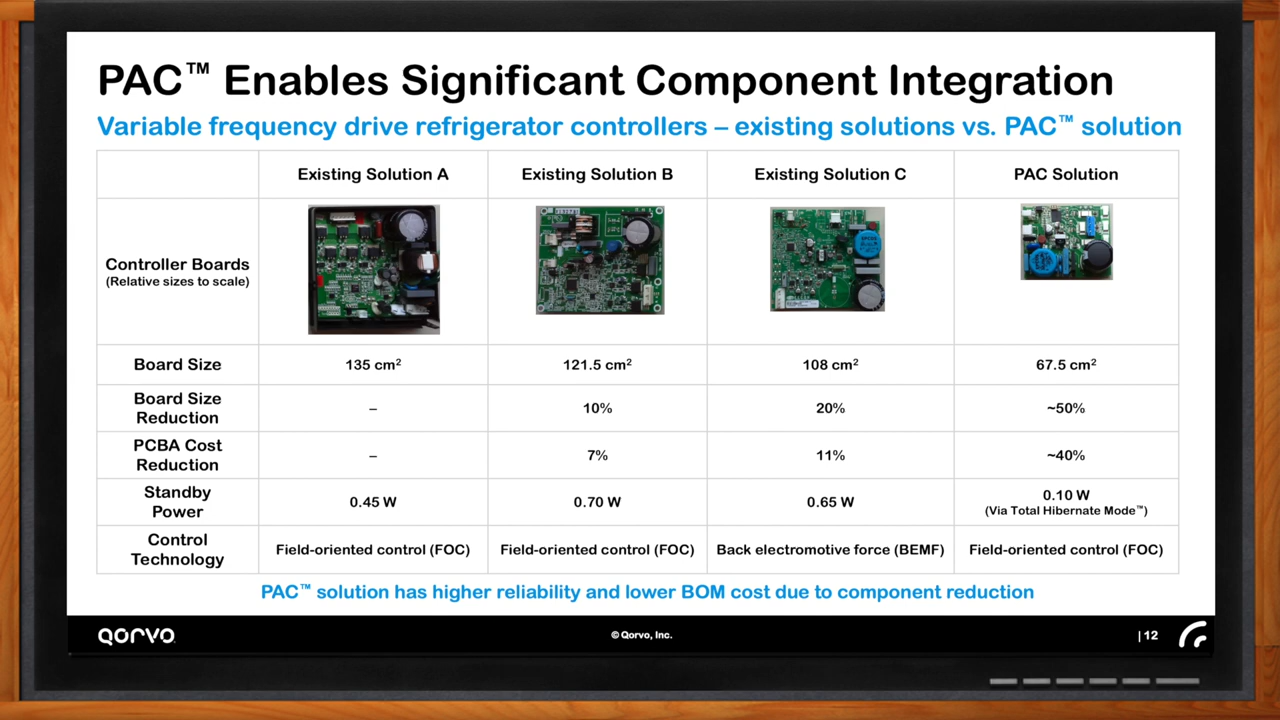 PAC™ Enables Significant Component Integration
Variable frequency drive refrigerator controllers – existing solutions vs. PAC™ solution
Existing Solution A Existing Solution B Existing Solution C PAC Solution
Controller Boards
(Relative sizes to scale)
Board Size 135 cm² 121.5 cm² 108 cm² 67.5 cm²
Board Size
Reduction – 10% 20% ~50%
PCBA Cost
Reduction – 7% 11% ~40%
Standby
Power 0.45 W 0.70 W 0.65 W 0.10 W
(Via Total Hibernate Mode™)
Control
Technology Field-oriented control (FOC) Field-oriented control (FOC) Back electromotive force (BEMF) Field-oriented control (FOC)
PAC™ solution has higher reliability and lower BOM cost due to component reduction
QORVO
© Qorvo, Inc.
| 12